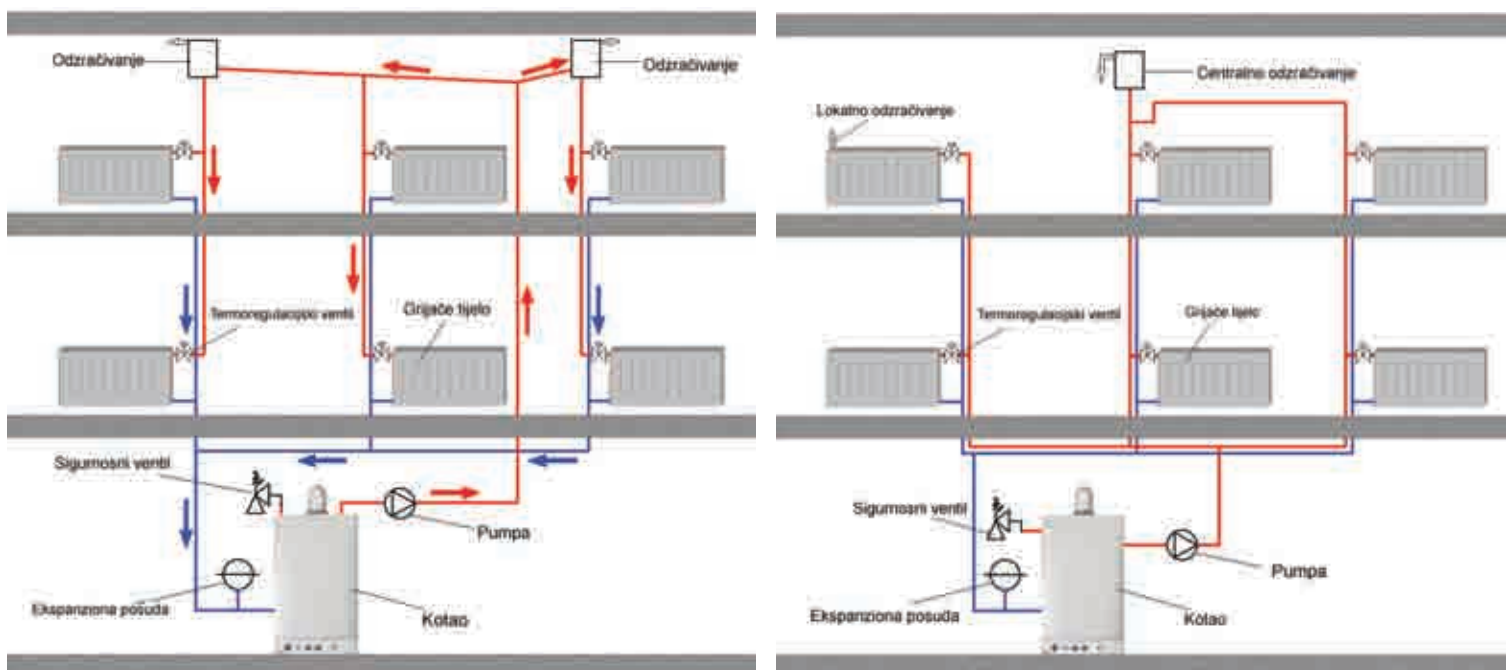 Odzračivanje
Odzračivanje
Termoregulacijski ventil
Grijaće tijelo
Sigurnosni ventil
Pumpa
Ekspanziona posuda
Kotao
Centralno odzračivanje
Lokalno odzračivanje
Termoregulacijski ventil
Grijaće tijelo
Sigurnosni ventil
Pumpa
Ekspanziona posuda
Kotao